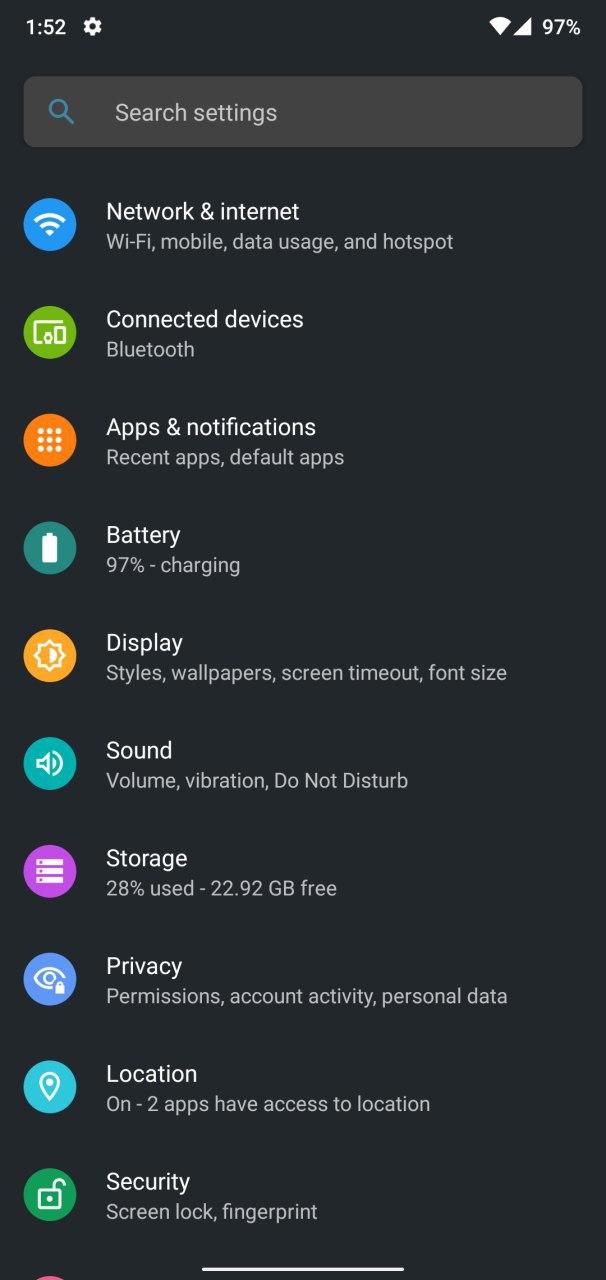 1:52
97%
Search settings
Network & internet
Wi-Fi, mobile, data usage, and hotspot
Connected devices
Bluetooth
Apps & notifications
Recent apps, default apps
Battery
97% - charging
Display
Styles, wallpapers, screen timeout, font size
Sound
Volume, vibration, Do Not Disturb
Storage
28% used - 22.92 GB free
Privacy
Permissions, account activity, personal data
Location
On - 2 apps have access to location
Security
Screen lock, fingerprint